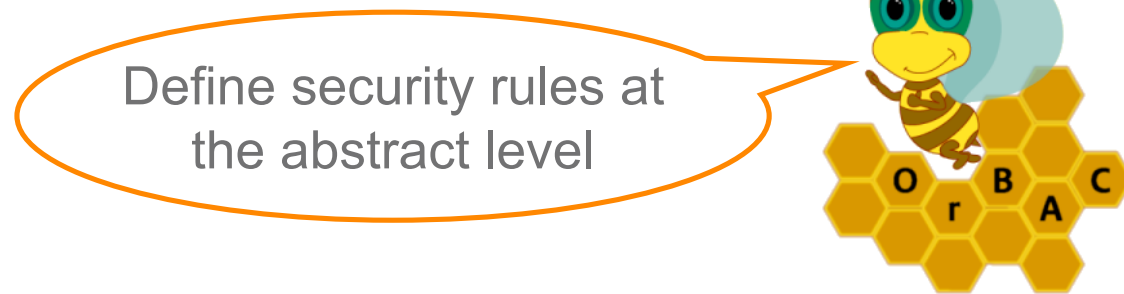 Define security rules at
the abstract level
O r B A C